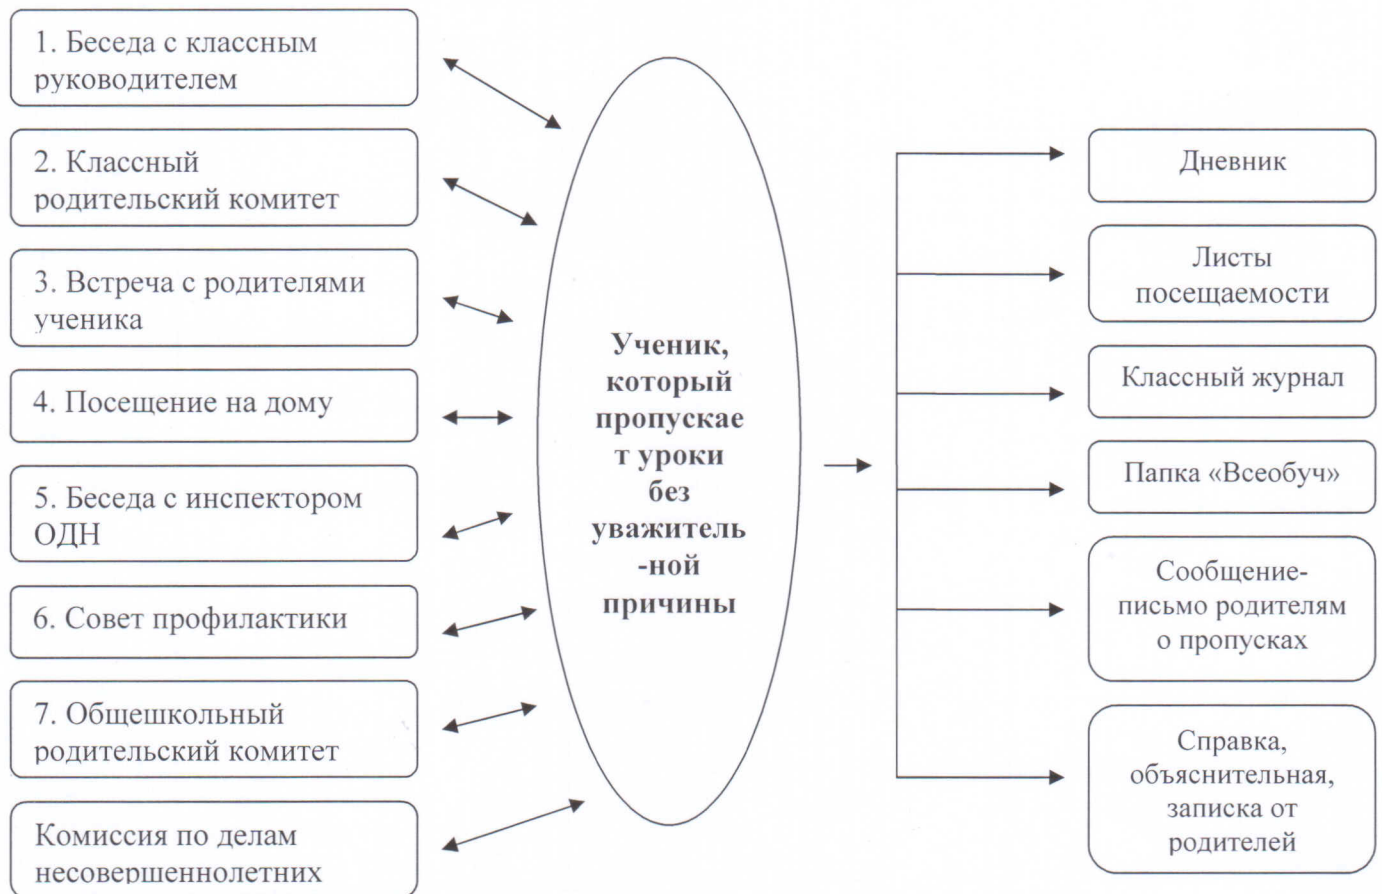 1. Беседа с классным
руководителем
2. Классный
родительский комитет
3. Встреча с родителями
ученика
4. Посещение на дому
5. Беседа с инспектором
ОДН
6. Совет профилактики
7. Общешкольный
родительский комитет
Комиссия по делам
несовершеннолетних
Ученик,
который
пропускае
т уроки
без
уважитель
-ной
причины
Дневник
Листы
посещаемости
Классный журнал
Папка «Всеобуч»
Сообщение-
письмо родителям
о пропусках
Справка,
объяснительная,
записка от
родителей